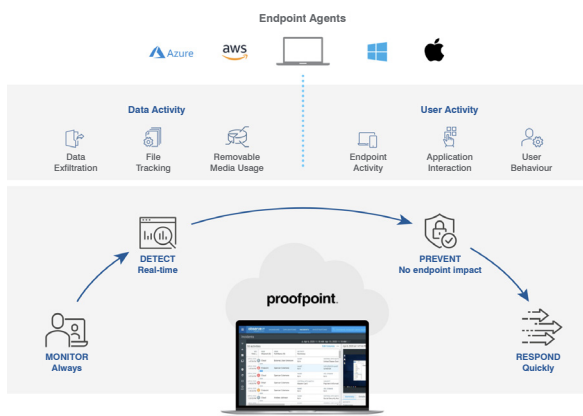 Endpoint Agents
Azure
aws
Data Activity
User Activity
Data
Exfiltration
File
Tracking
Removable
Media Usage
Endpoint
Activity
Application
Interaction
User
Behaviour
DETECT
Real-time
PREVENT
No endpoint impact
proofpoint.
MONITOR
Always
RESPOND
Quickly